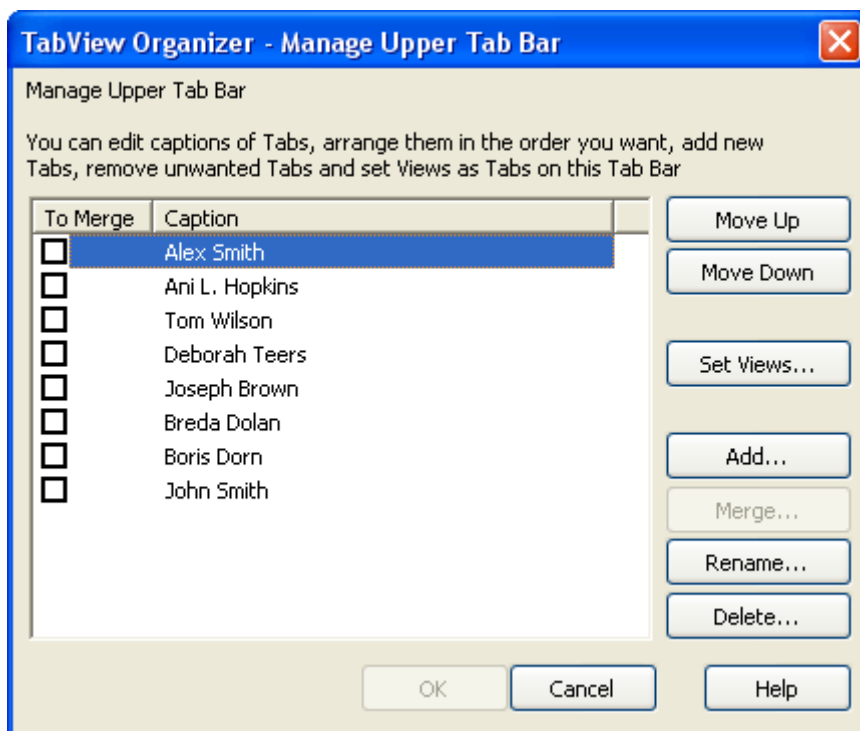 TabView Organizer - Manage Upper Tab Bar
Manage Upper Tab Bar
You can edit captions of Tabs, arrange them in the order you want, add new
Tabs, remove unwanted Tabs and set Views as Tabs on this Tab Bar
To Merge Caption
Alex Smith
Ani L. Hopkins
Tom Wilson
Deborah Teers
Joseph Brown
Breda Dolan
Boris Dorn
John Smith
Move Up
Move Down
Set Views...
Add...
Merge...
Rename...
Delete...
OK Cancel Help